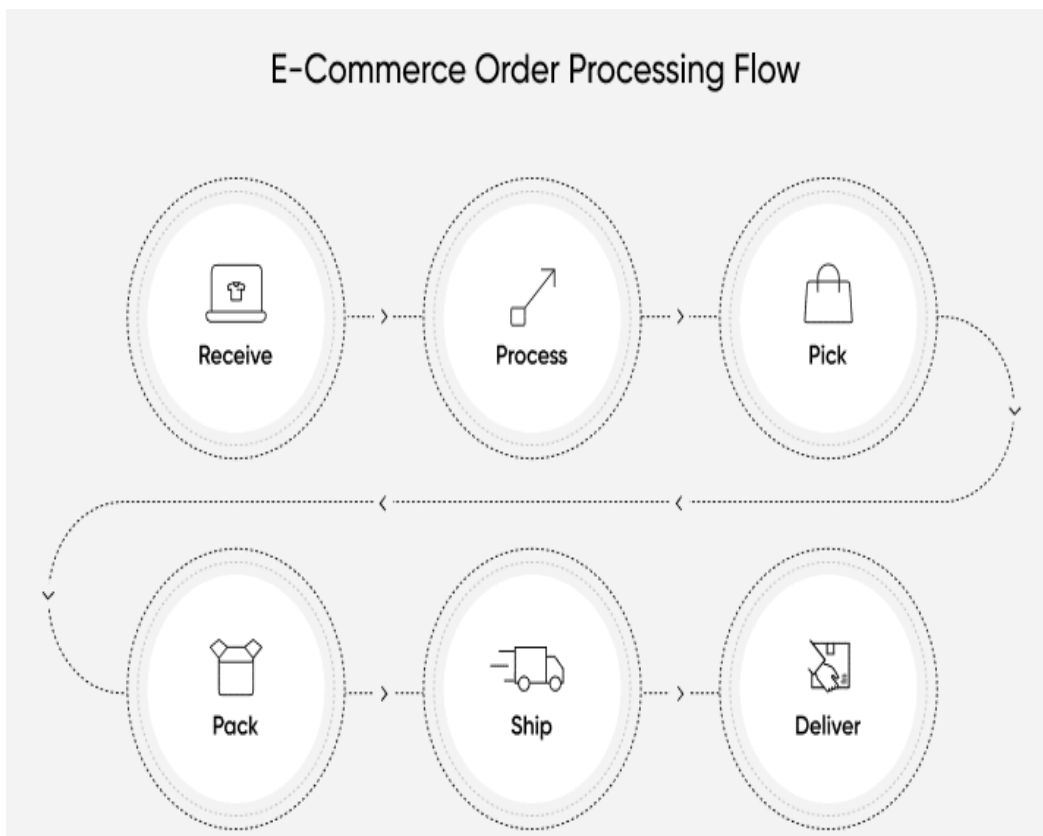 E-Commerce Order Processing Flow
Receive
Process
Pick
Pack
Ship
Deliver